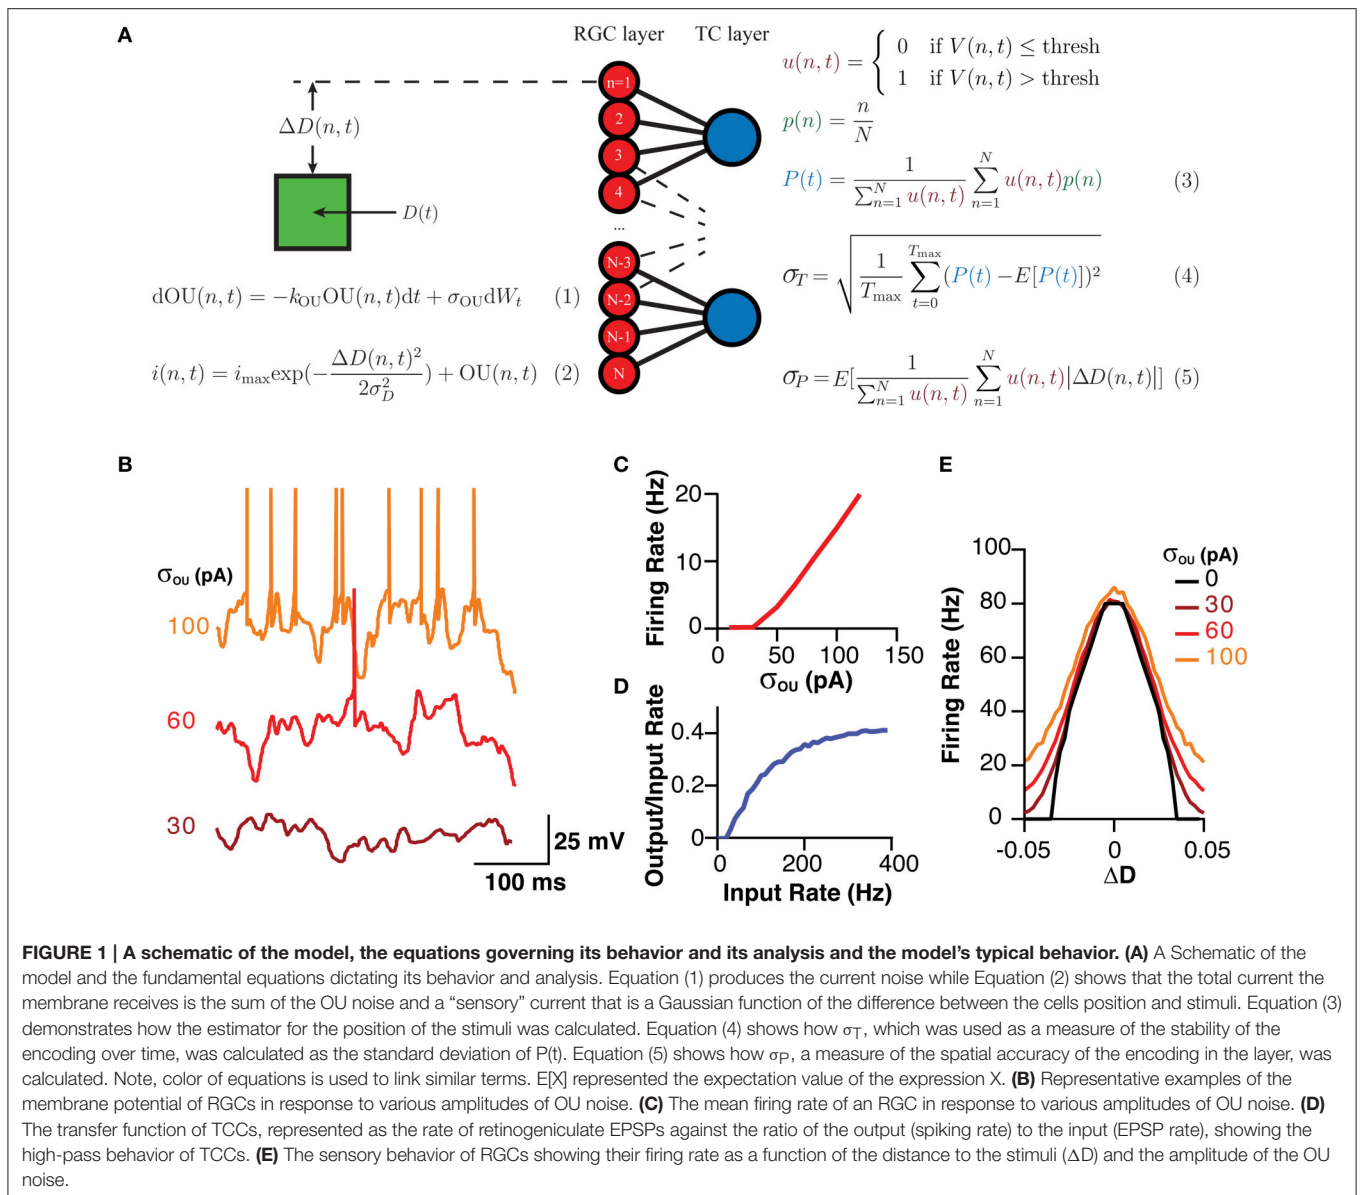 A
RGC layer
TC layer
n=1
2
3
4
...
N-3
N-2
N-1
N
ΔD(n, t)
D(t)
dOU(n, t) = −k_OU OU(n, t)dt + σ_OU dW_t (1)
i(n, t) = i_max exp(−ΔD(n, t)²/2σ_D²) + OU(n, t) (2)
u(n, t) = { 0 if V(n, t) ≤ thresh
1 if V(n, t) > thresh
p(n) = n/N
P(t) = 1/∑_{n=1}^{N} u(n, t) ∑_{n=1}^{N} u(n, t)p(n) (3)
σ_T = √(1/T_max ∑_{t=0}^{T_max} (P(t) − E[P(t)])²) (4)
σ_P = E[1/∑_{n=1}^{N} u(n, t) ∑_{n=1}^{N} u(n, t)|ΔD(n, t)|] (5)
B
σ_OU (pA)
100
60
30
25 mV
100 ms
C
Firing Rate (Hz)
20
10
0
0 50 100 150
σ_OU (pA)
D
Output/Input Rate
0.4
0.2
0
0 200 400
Input Rate (Hz)
E
Firing Rate (Hz)
100
80
60
40
20
0
-0.05 0 0.05
ΔD
σ_OU (pA)
0
30
60
100
FIGURE 1 | A schematic of the model, the equations governing its behavior and its analysis and the model's typical behavior. (A) A Schematic of the
model and the fundamental equations dictating its behavior and analysis. Equation (1) produces the current noise while Equation (2) shows that the total current the
membrane receives is the sum of the OU noise and a "sensory" current that is a Gaussian function of the difference between the cells position and stimuli. Equation (3)
demonstrates how the estimator for the position of the stimuli was calculated. Equation (4) shows how σ_T, which was used as a measure of the stability of the
encoding over time, was calculated as the standard deviation of P(t). Equation (5) shows how σ_P, a measure of the spatial accuracy of the encoding in the layer, was
calculated. Note, color of equations is used to link similar terms. E[X] represented the expectation value of the expression X. (B) Representative examples of the
membrane potential of RGCs in response to various amplitudes of OU noise. (C) The mean firing rate of an RGC in response to various amplitudes of OU noise. (D)
The transfer function of TCCs, represented as the rate of retinogeniculate EPSPs against the ratio of the output (spiking rate) to the input (EPSP rate), showing the
high-pass behavior of TCCs. (E) The sensory behavior of RGCs showing their firing rate as a function of the distance to the stimuli (ΔD) and the amplitude of the OU
noise.